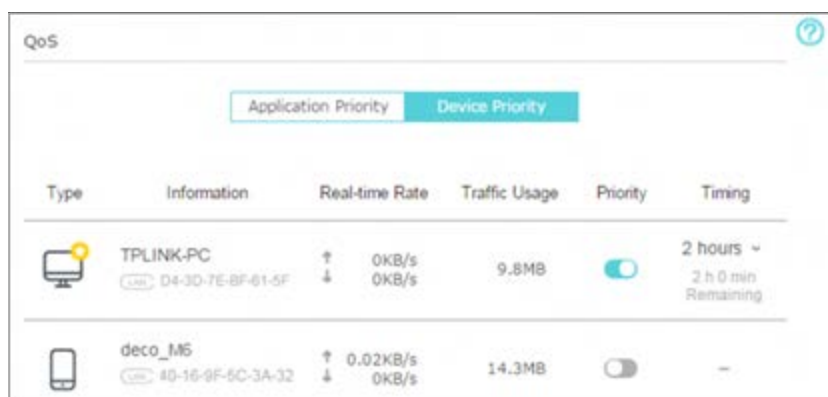 QoS
Application Priority Device Priority
Type Information Real-time Rate Traffic Usage Priority Timing
TPLINK-PC ↑ 0KB/s 9.8MB 2 hours
LAN D4-3D-7E-BF-61-5F ↓ 0KB/s 2 h 0 min
Remaining
deco_M6 ↑ 0.02KB/s 14.3MB –
LAN 40-16-9F-5C-3A-32 ↓ 0KB/s